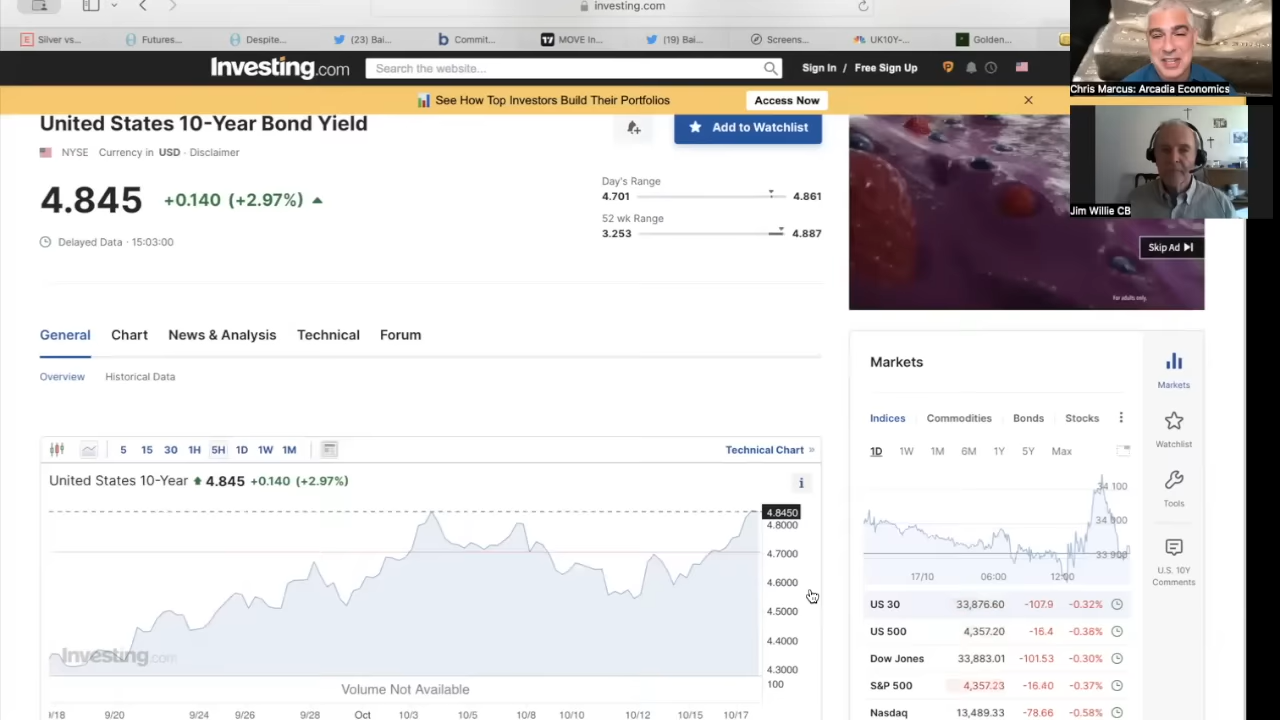 investing.com
Silver vs...
Futures...
Despite...
(23) Bai...
Commit...
MOVE In...
(19) Bai...
Screens...
UK10Y-...
Golden...
Investing.com
Search the website...
Sign In / Free Sign Up
See How Top Investors Build Their Portfolios
Access Now
United States 10-Year Bond Yield
Add to Watchlist
NYSE Currency in USD · Disclaimer
4.845 +0.140 (+2.97%)
Delayed Data · 15:03:00
Day's Range
4.701 4.861
52 wk Range
3.253 4.887
Chris Marcus: Arcadia Economics
Jim Willie CB
Skip Ad
For adults only.
General Chart News & Analysis Technical Forum
Overview Historical Data
5 15 30 1H 5H 1D 1W 1M
Technical Chart »
United States 10-Year 4.845 +0.140 (+2.97%)
4.8450
4.8000
4.7000
4.6000
4.5000
4.4000
4.3000
100
Investing.com
Volume Not Available
9/20 9/24 9/26 9/28 Oct 10/3 10/5 10/8 10/10 10/12 10/15 10/17
Markets
Indices Commodities Bonds Stocks
1D 1W 1M 6M 1Y 5Y Max
34 100
33 900
17/10 06:00 12:00
US 30 33,876.60 -107.9 -0.32%
US 500 4,357.20 -16.4 -0.38%
Dow Jones 33,883.01 -101.53 -0.30%
S&P 500 4,357.23 -16.40 -0.37%
Nasdaq 13,489.33 -78.66 -0.58%
Markets
Watchlist
Tools
U.S. 10Y
Comments